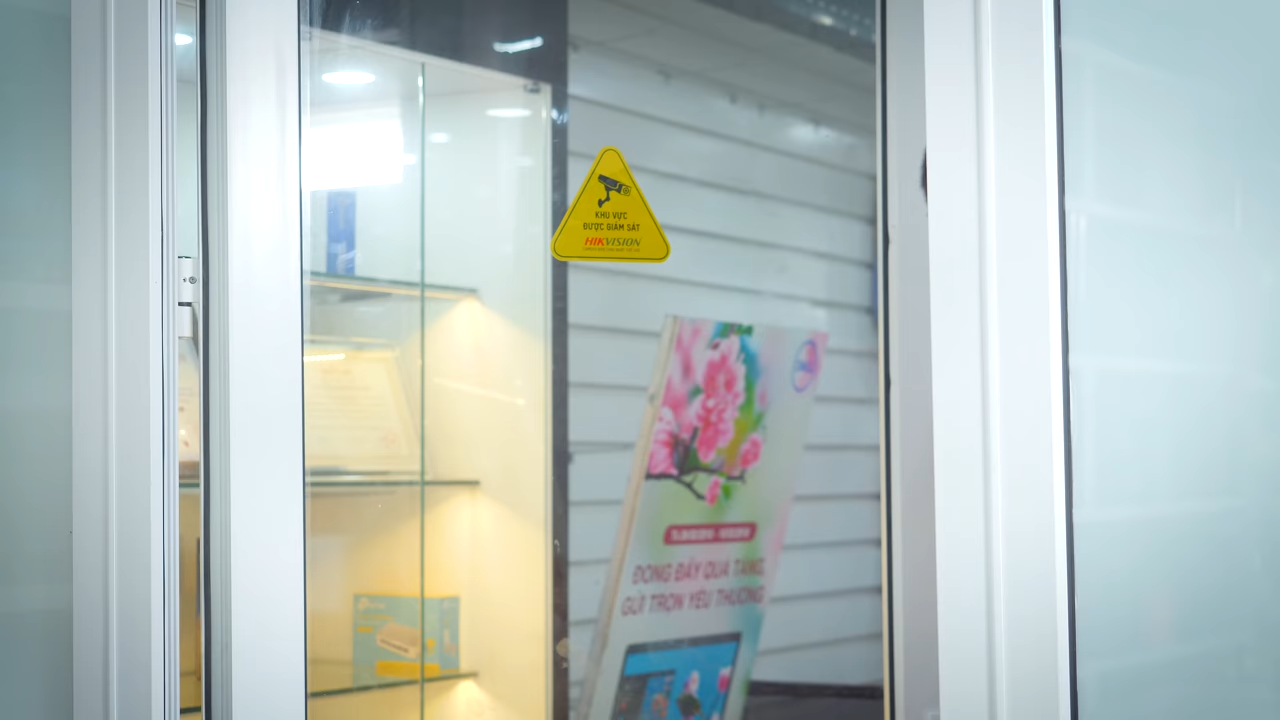 KHU VỰC
ĐƯỢC GIÁM SÁT
HIKVISION
ĐONG ĐẦY QUÀ TẶNG
GỬI TRỌN YÊU THƯƠNG